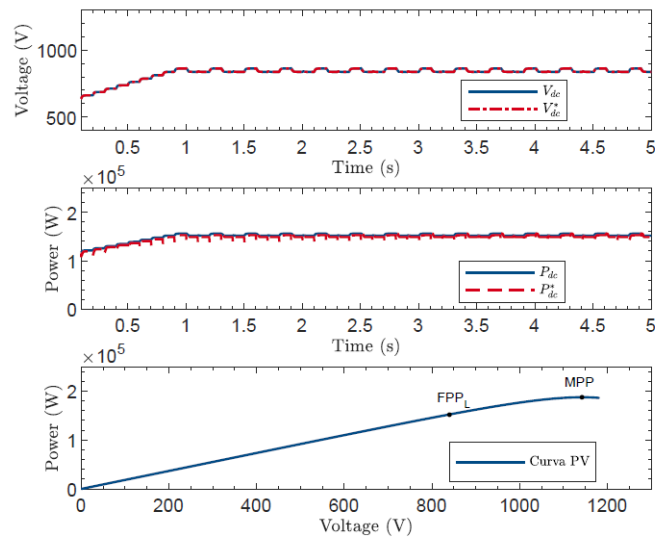 1000
500
Voltage (V)
V_dc
V_dc^*
0.5 1 1.5 2 2.5 3 3.5 4 4.5 5
Time (s)
×10^5
2
1
0
Power (W)
P_dc
P_dc^*
0.5 1 1.5 2 2.5 3 3.5 4 4.5 5
Time (s)
×10^5
2
1
0
Power (W)
FPP_L
MPP
Curva PV
0 200 400 600 800 1000 1200
Voltage (V)